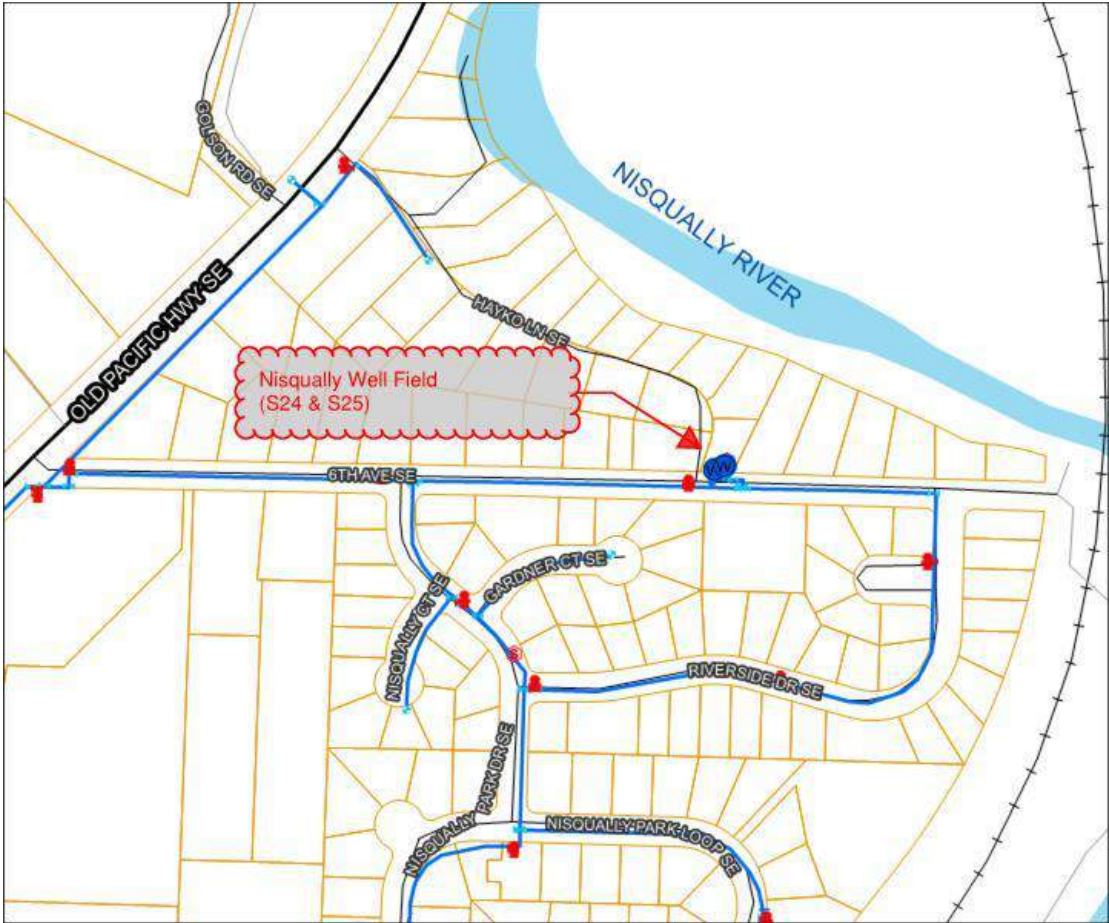 GOLSON RD SE
NISQUALLY RIVER
OLD PACIFIC HWY SE
HAYKO LN SE
Nisqually Well Field
(S24 & S25)
W W
6TH AVE SE
GARDNER CT SE
NISQUALLY CT SE
S
RIVERSIDE DR SE
NISQUALLY PARK DR SE
NISQUALLY PARK LOOP SE